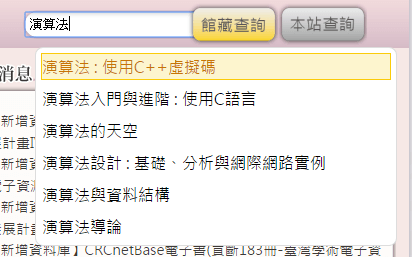 演算法
館藏查詢
本站查詢
消息
演算法 : 使用C++虛擬碼
演算法入門與進階 : 使用C語言
演算法的天空
演算法設計 : 基礎、分析與網際網路實例
演算法與資料結構
演算法導論
新增資
展計畫I
新增資
電子資源
新增資
發展計畫
新增資料庫】CRCnetBase電子書(買斷183冊-臺灣學術電子資